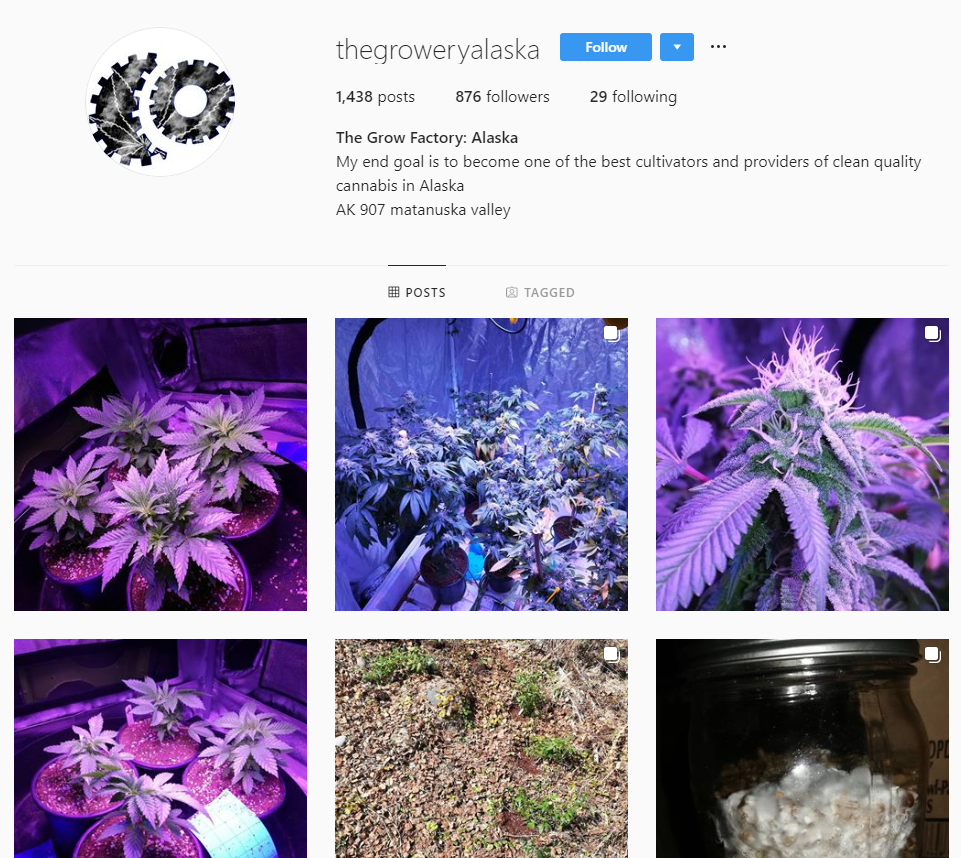 thegroweryalaska Follow
1,438 posts 876 followers 29 following
The Grow Factory: Alaska
My end goal is to become one of the best cultivators and providers of clean quality
cannabis in Alaska
AK 907 matanuska valley
POSTS TAGGED